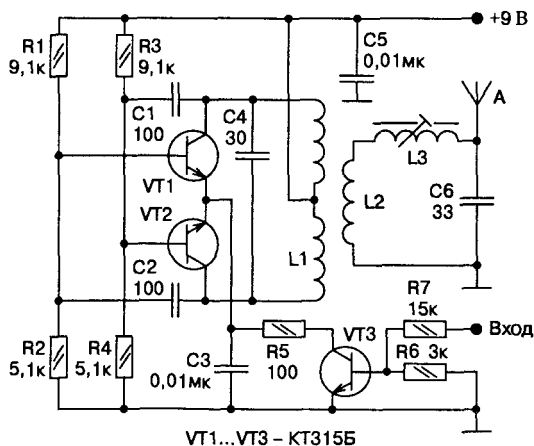 +9 В
R1
9,1к
R3
9,1к
C5
0,01мк
C1
100
C4
30
A
L3
VT1
VT2
L2
C6
33
L1
C2
100
R7
15к
VT3
Вход
R2
5,1к
R4
5,1к
C3
0,01мк
R5
100
R6 3к
VT1...VT3 – КТ315Б